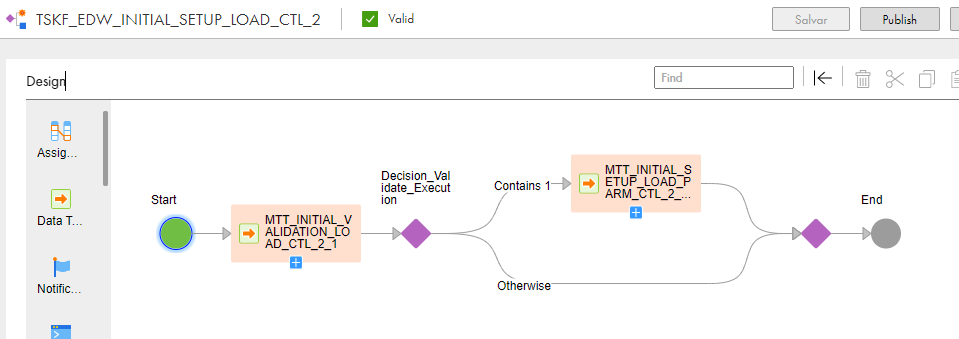 TSKF_EDW_INITIAL_SETUP_LOAD_CTL_2
Valid
Salvar
Publish
Design
Find
Assig...
Data T...
Notific...
Start
MTT_INITIAL_V
ALIDATION_LO
AD_CTL_2_1
Decision_Val
idate_Execut
ion
Contains 1
MTT_INITIAL_S
ETUP_LOAD_P
ARM_CTL_2_...
Otherwise
End